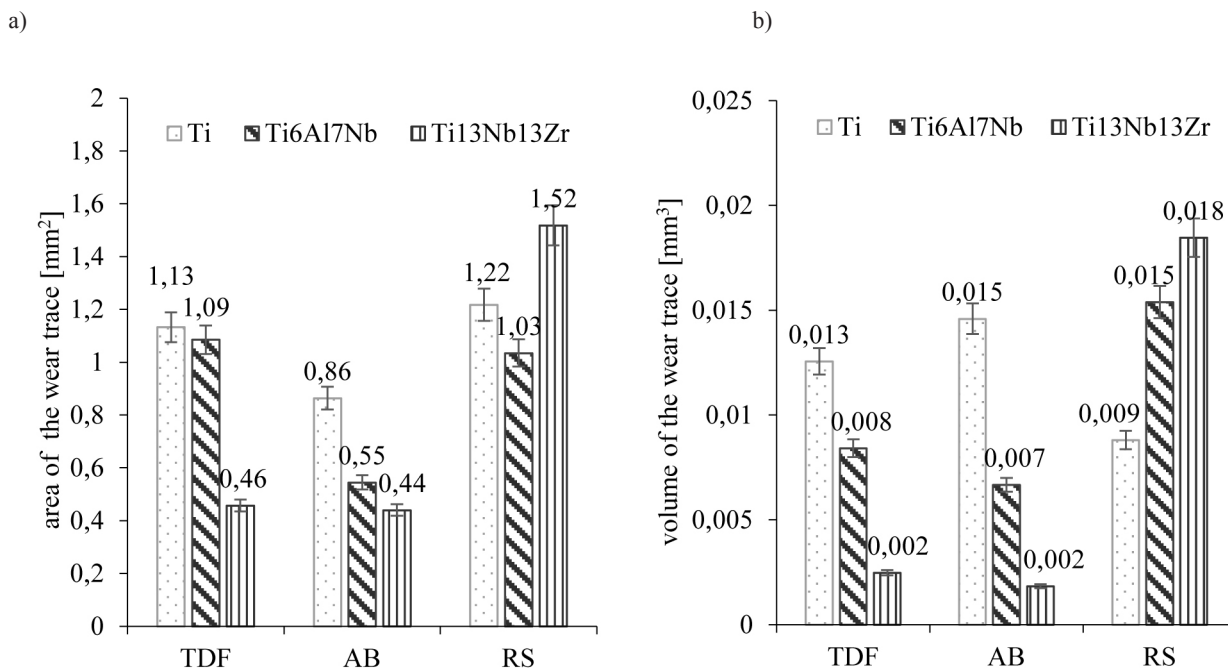 a)
area of the wear trace [mm²]
2
1,8
1,6
1,4
1,2
1
0,8
0,6
0,4
0,2
0
Ti
Ti6Al7Nb
Ti13Nb13Zr
1,13
1,09
0,46
0,86
0,55
0,44
1,22
1,03
1,52
TDF
AB
RS
b)
volume of the wear trace [mm³]
0,025
0,02
0,015
0,01
0,005
0
Ti
Ti6Al7Nb
Ti13Nb13Zr
0,013
0,008
0,002
0,015
0,007
0,002
0,009
0,015
0,018
TDF
AB
RS